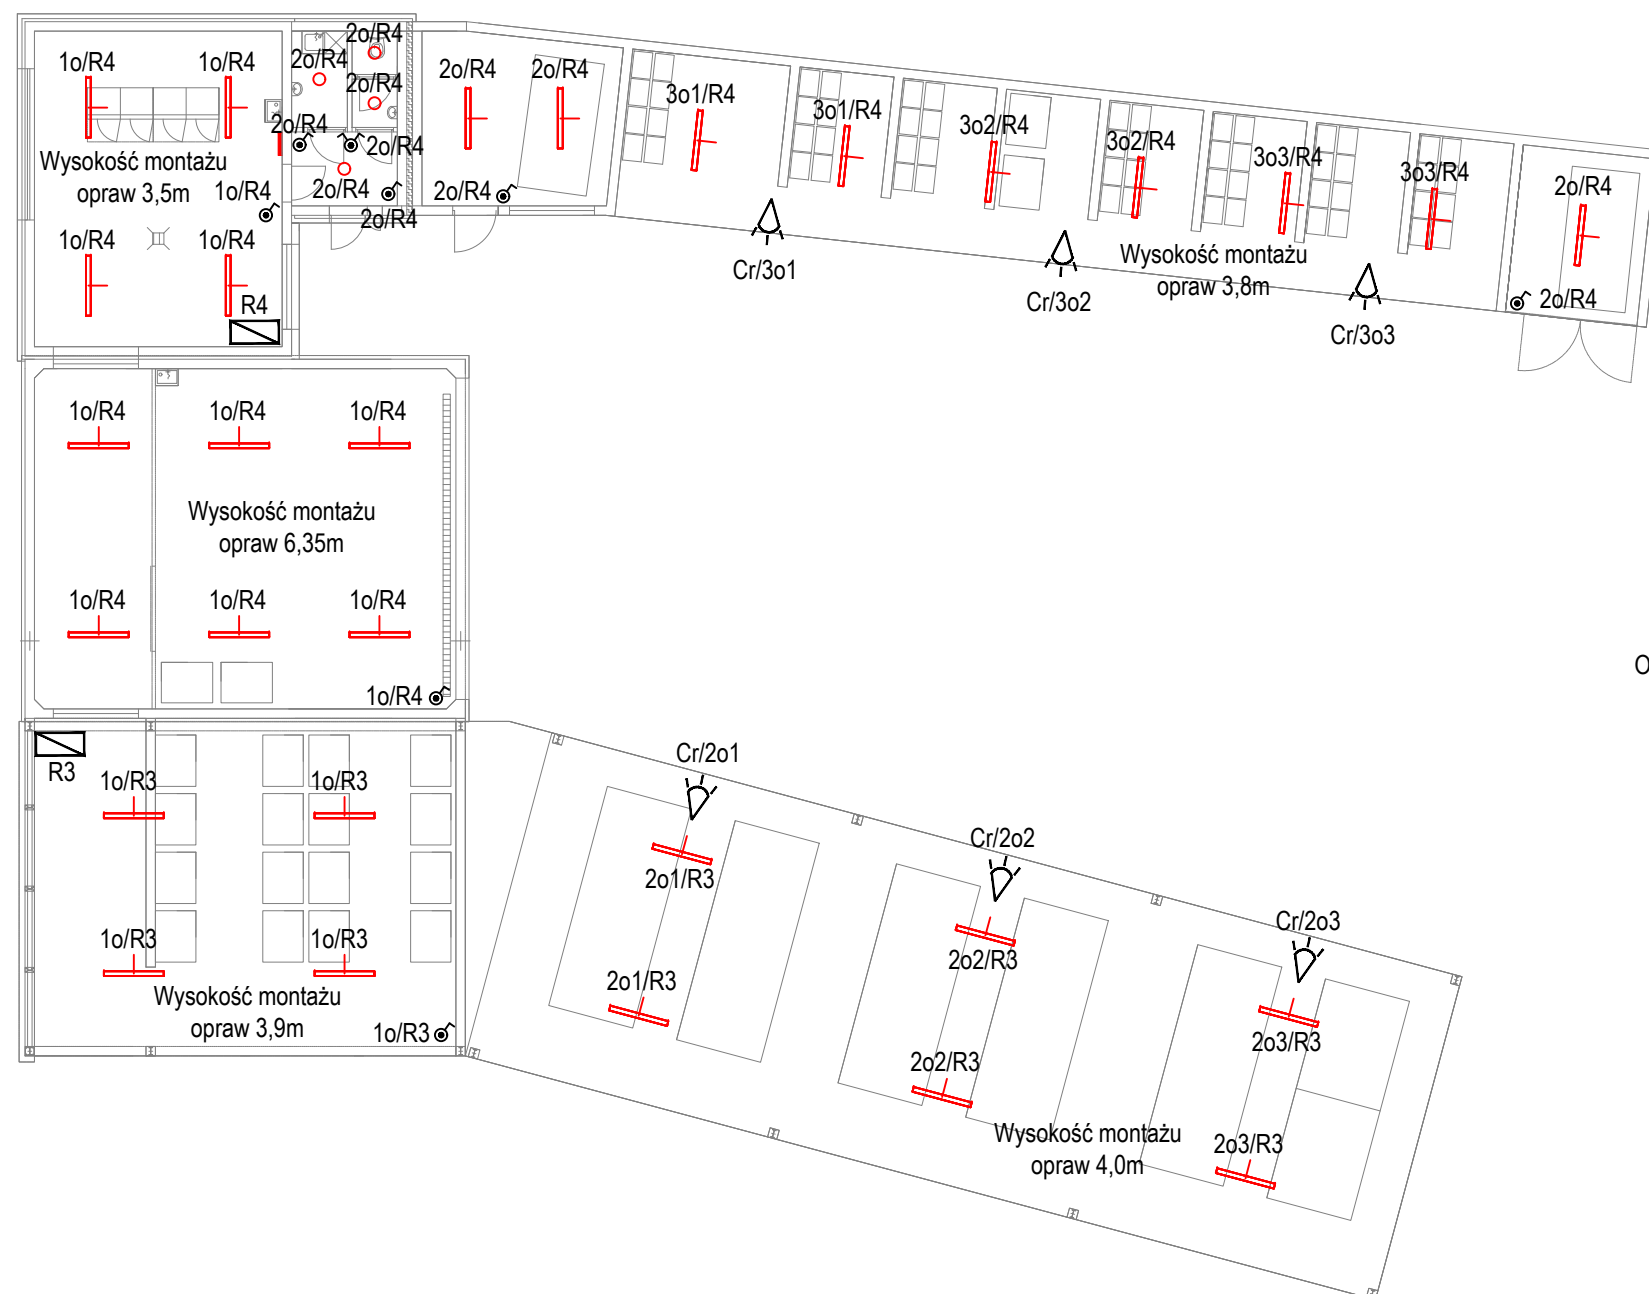 1o/R4
1o/R4
2o/R4
2o/R4
2o/R4
2o/R4
2o/R4
2o/R4
Wysokość montażu
opraw 3,5m
1o/R4
2o/R4
2o/R4
2o/R4
2o/R4
1o/R4
1o/R4
R4
3o1/R4
3o1/R4
3o2/R4
3o2/R4
3o3/R4
3o3/R4
2o/R4
Cr/3o1
Cr/3o2
Wysokość montażu
opraw 3,8m
Cr/3o3
2o/R4
2o/R4
1o/R4
1o/R4
1o/R4
Wysokość montażu
opraw 6,35m
1o/R4
1o/R4
1o/R4
1o/R4
O
R3
1o/R3
1o/R3
1o/R3
1o/R3
Wysokość montażu
opraw 3,9m
1o/R3
Cr/2o1
2o1/R3
2o1/R3
Cr/2o2
2o2/R3
2o2/R3
Cr/2o3
2o3/R3
2o3/R3
Wysokość montażu
opraw 4,0m